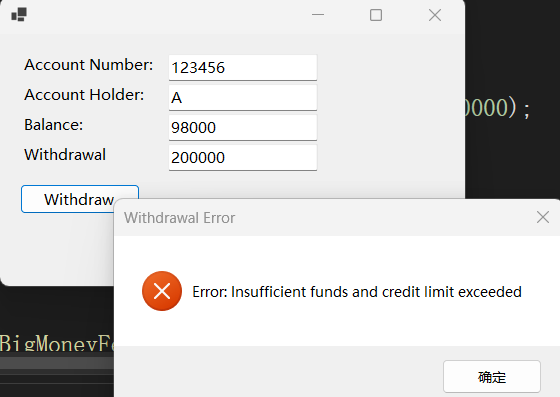 Account Number: 123456
0000);
Account Holder: A
Balance: 98000
Withdrawal 200000
Withdraw
Withdrawal Error
Error: Insufficient funds and credit limit exceeded
确定